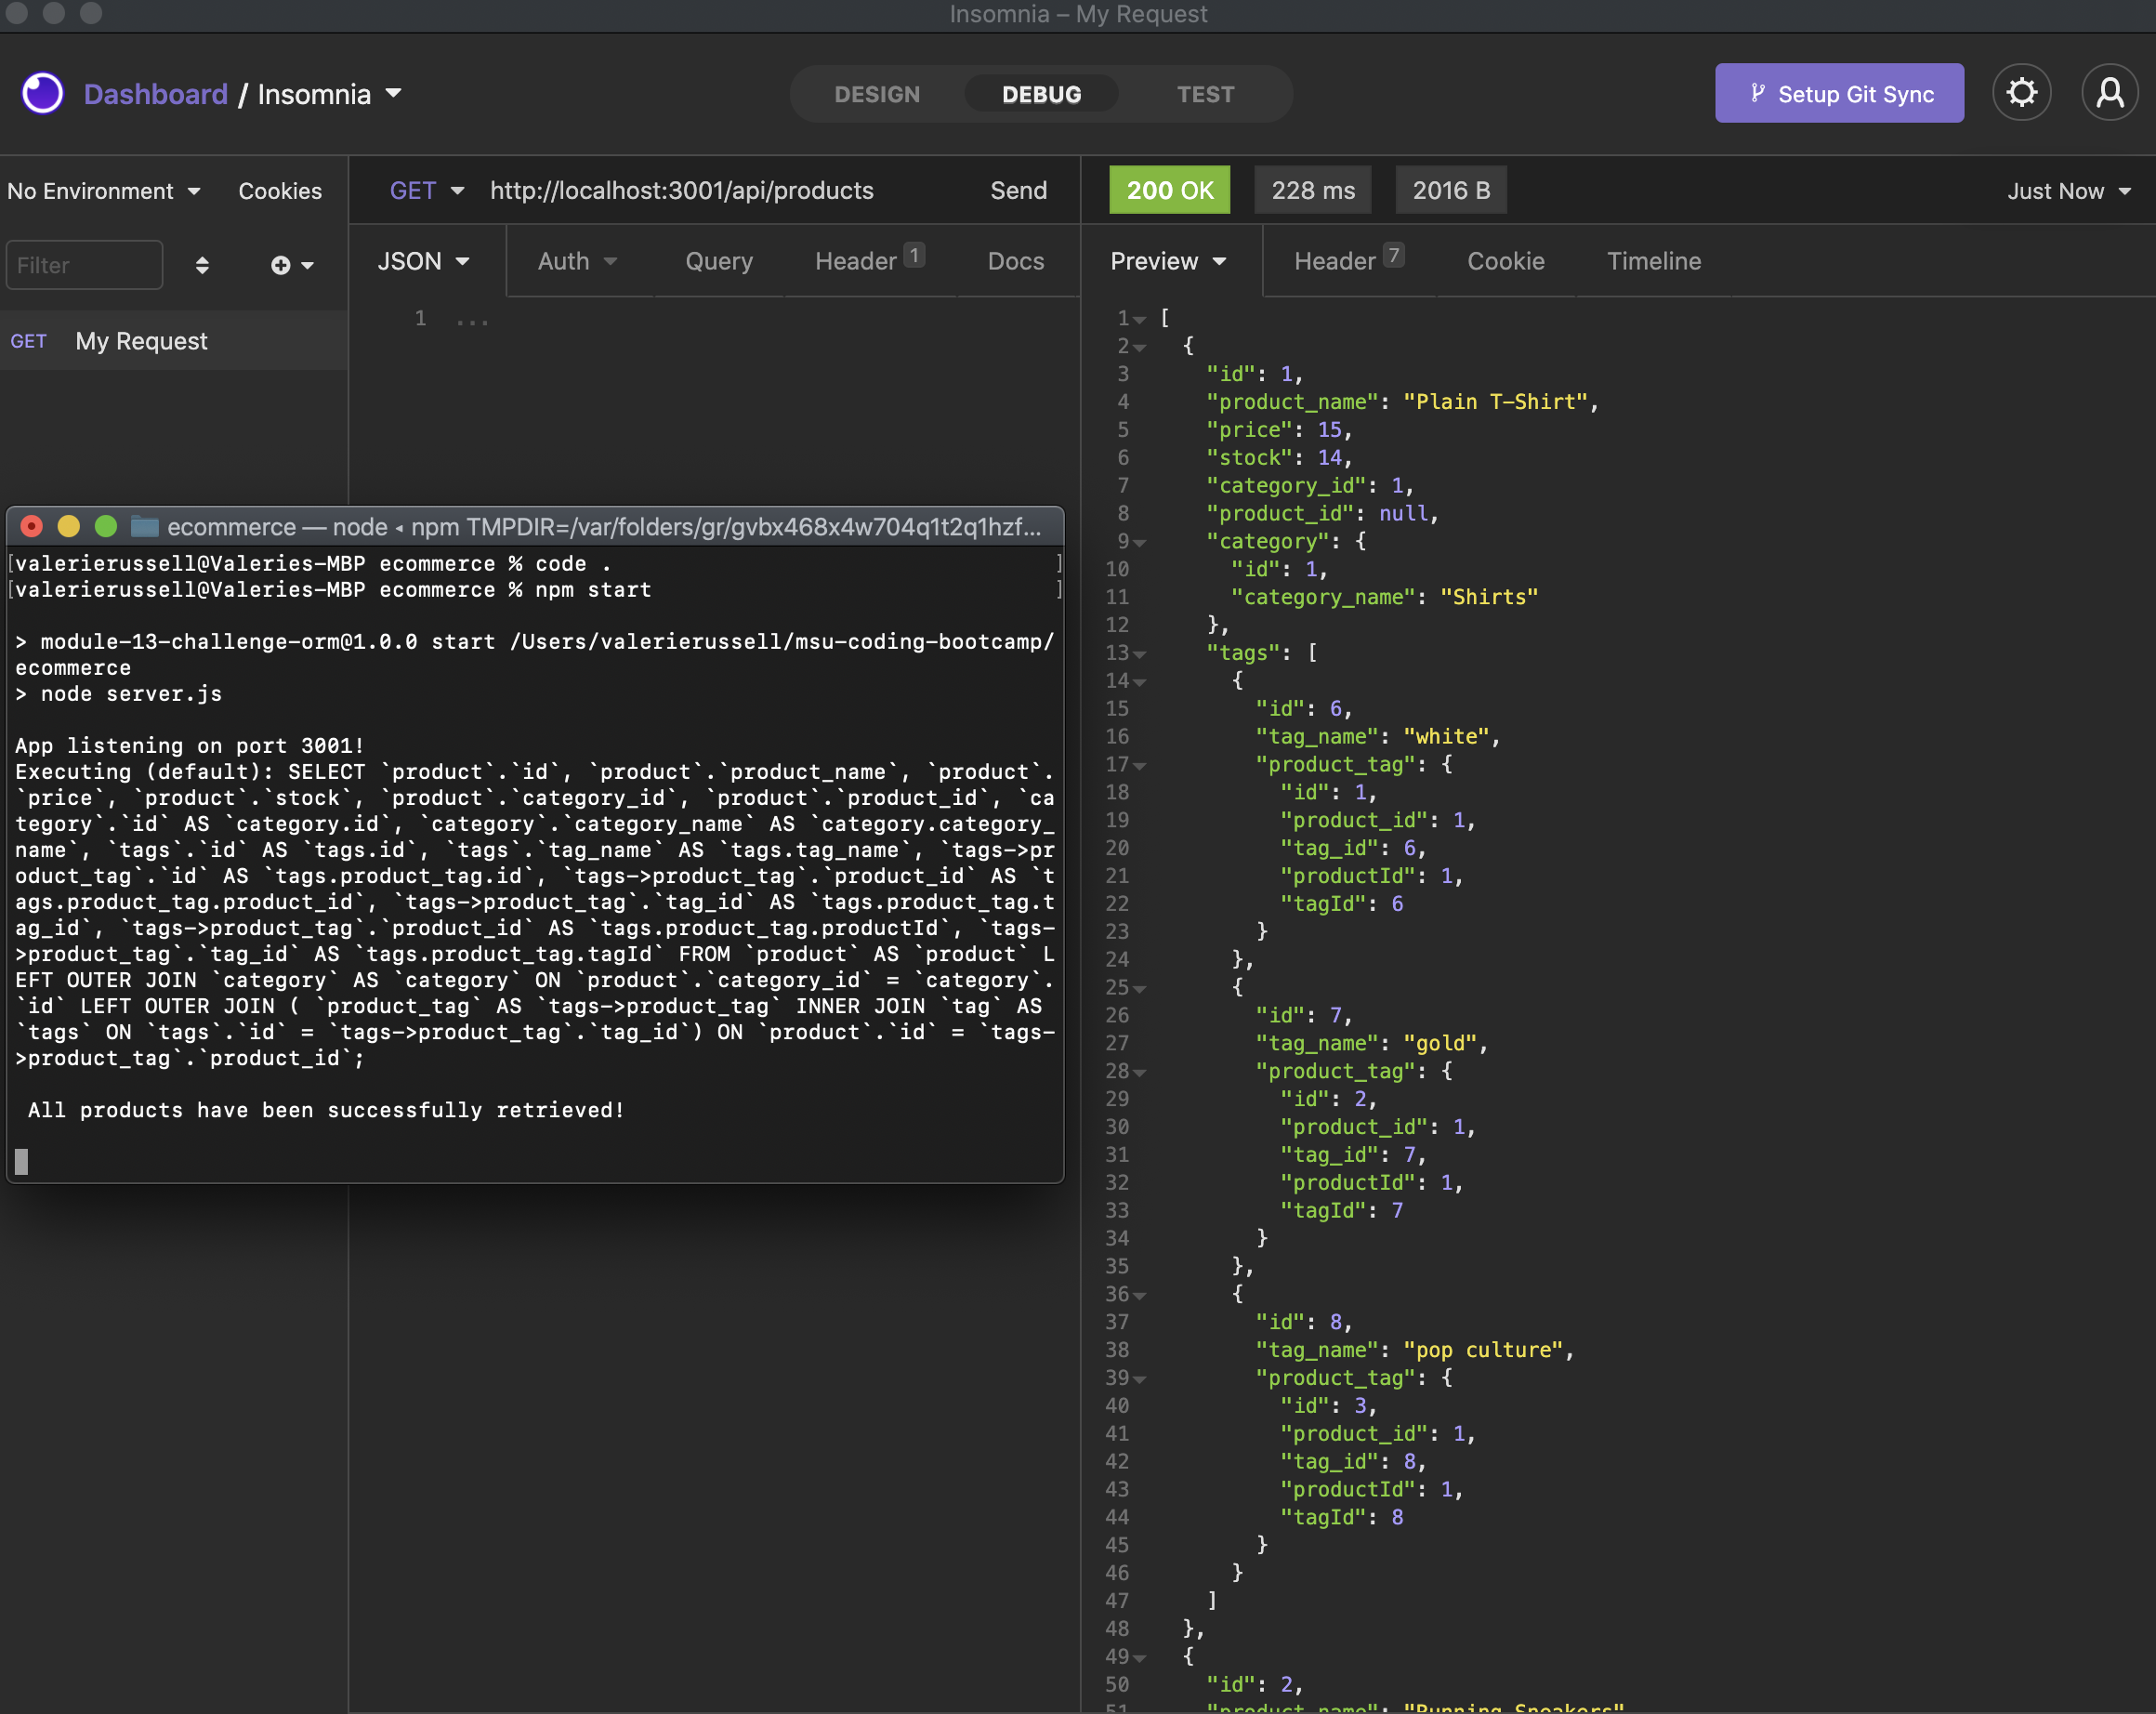 Insomnia – My Request
Dashboard / Insomnia
DESIGN
DEBUG
TEST
Setup Git Sync
No Environment
Cookies
GET
http://localhost:3001/api/products
Send
200 OK
228 ms
2016 B
Just Now
Filter
JSON
Auth
Query
Header 1
Docs
Preview
Header 7
Cookie
Timeline
GET My Request
1 ...
ecommerce — node ◂ npm TMPDIR=/var/folders/gr/gvbx468x4w704q1t2q1hzf...
[valerierussell@Valeries-MBP ecommerce % code . ]
[valerierussell@Valeries-MBP ecommerce % npm start ]
> module-13-challenge-orm@1.0.0 start /Users/valerierussell/msu-coding-bootcamp/
ecommerce
> node server.js
App listening on port 3001!
Executing (default): SELECT `product`.`id`, `product`.`product_name`, `product`.
`price`, `product`.`stock`, `product`.`category_id`, `product`.`product_id`, `ca
tegory`.`id` AS `category.id`, `category`.`category_name` AS `category.category_
name`, `tags`.`id` AS `tags.id`, `tags`.`tag_name` AS `tags.tag_name`, `tags->pr
oduct_tag`.`id` AS `tags.product_tag.id`, `tags->product_tag`.`product_id` AS `t
ags.product_tag.product_id`, `tags->product_tag`.`tag_id` AS `tags.product_tag.t
ag_id`, `tags->product_tag`.`product_id` AS `tags.product_tag.productId`, `tags-
>product_tag`.`tag_id` AS `tags.product_tag.tagId` FROM `product` AS `product` L
EFT OUTER JOIN `category` AS `category` ON `product`.`category_id` = `category`.
`id` LEFT OUTER JOIN ( `product_tag` AS `tags->product_tag` INNER JOIN `tag` AS
`tags` ON `tags`.`id` = `tags->product_tag`.`tag_id`) ON `product`.`id` = `tags-
>product_tag`.`product_id`;
All products have been successfully retrieved!
1 [
2 {
3 "id": 1,
4 "product_name": "Plain T-Shirt",
5 "price": 15,
6 "stock": 14,
7 "category_id": 1,
8 "product_id": null,
9 "category": {
10 "id": 1,
11 "category_name": "Shirts"
12 },
13 "tags": [
14 {
15 "id": 6,
16 "tag_name": "white",
17 "product_tag": {
18 "id": 1,
19 "product_id": 1,
20 "tag_id": 6,
21 "productId": 1,
22 "tagId": 6
23 }
24 },
25 {
26 "id": 7,
27 "tag_name": "gold",
28 "product_tag": {
29 "id": 2,
30 "product_id": 1,
31 "tag_id": 7,
32 "productId": 1,
33 "tagId": 7
34 }
35 },
36 {
37 "id": 8,
38 "tag_name": "pop culture",
39 "product_tag": {
40 "id": 3,
41 "product_id": 1,
42 "tag_id": 8,
43 "productId": 1,
44 "tagId": 8
45 }
46 }
47 ]
48 },
49 {
50 "id": 2,
51 "product_name": "Running Sneakers"